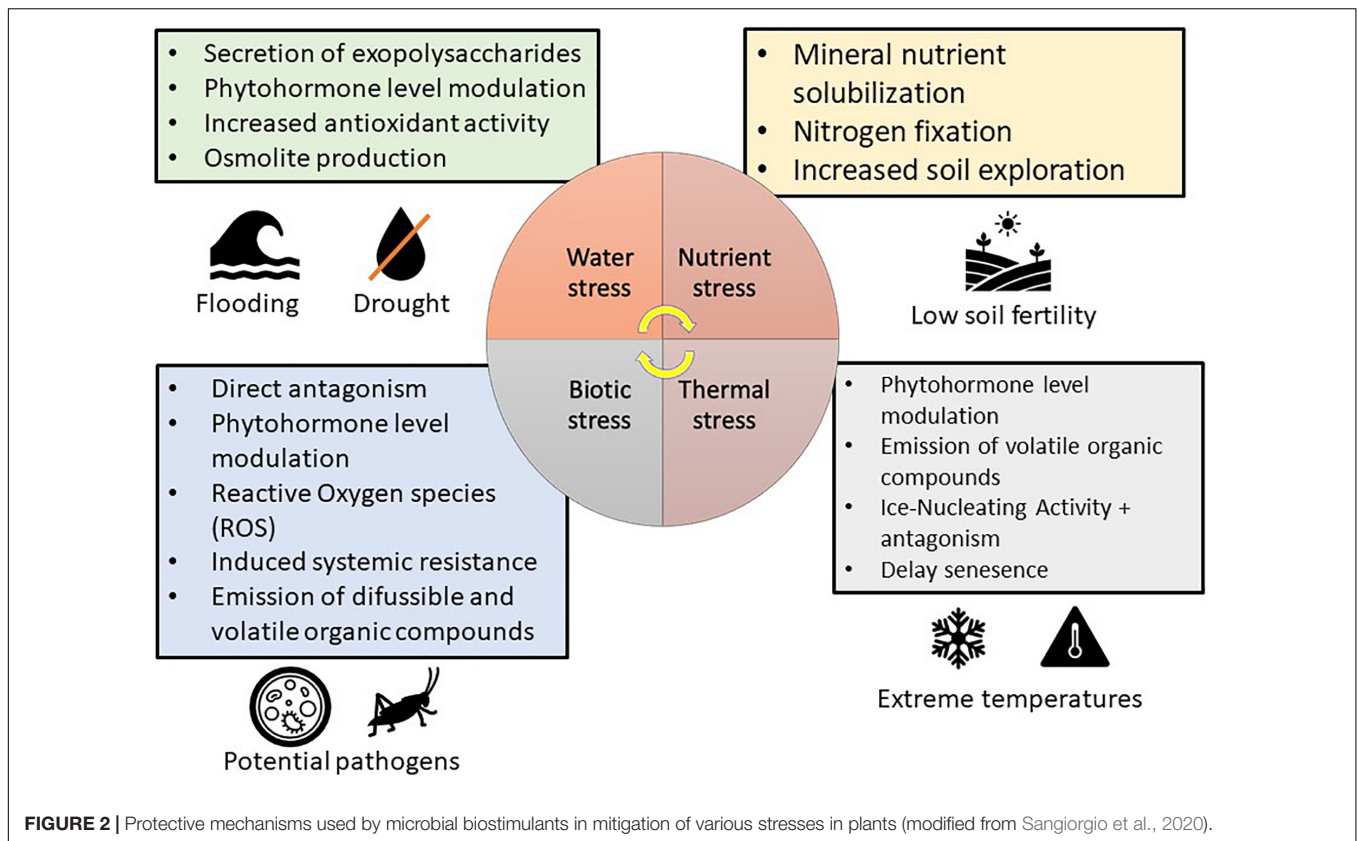 • Secretion of exopolysaccharides
• Phytohormone level modulation
• Increased antioxidant activity
• Osmolite production
• Mineral nutrient
solubilization
• Nitrogen fixation
• Increased soil exploration
Flooding
Drought
Water
stress
Nutrient
stress
Low soil fertility
• Direct antagonism
• Phytohormone level
modulation
• Reactive Oxygen species
(ROS)
• Induced systemic resistance
• Emission of difussible and
volatile organic compounds
Biotic
stress
Thermal
stress
• Phytohormone level
modulation
• Emission of volatile organic
compounds
• Ice-Nucleating Activity +
antagonism
• Delay senesence
Potential pathogens
Extreme temperatures
FIGURE 2 | Protective mechanisms used by microbial biostimulants in mitigation of various stresses in plants (modified from Sangiorgio et al., 2020).